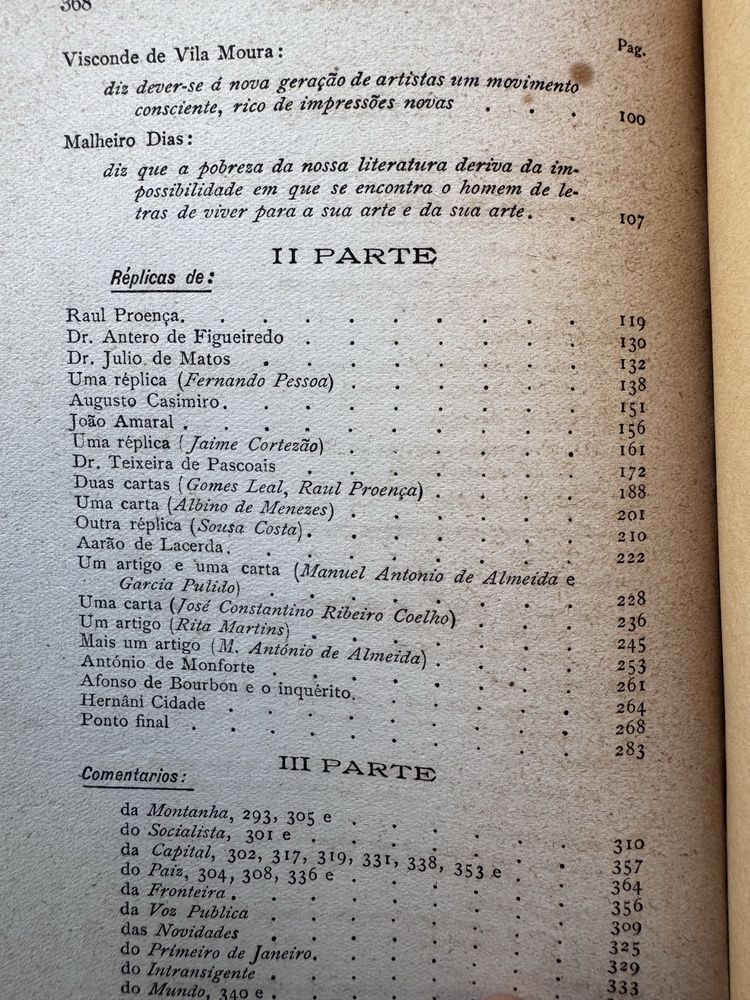 368
Pag.
Visconde de Vila Moura:
diz dever-se á nova geração de artistas um movimento
consciente, rico de impressões novas . . . 100
Malheiro Dias:
diz que a pobreza da nossa literatura deriva da im-
possibilidade em que se encontra o homem de le-
tras de viver para a sua arte e da sua arte. . . 107
II PARTE
Réplicas de:
Raul Proença. . . . . . . . . . 119
Dr. Antero de Figueiredo . . . . . . . 130
Dr. Julio de Matos . . . . . . . . 132
Uma réplica (Fernando Pessoa) . . . . . . 138
Augusto Casimiro. . . . . . . . . 151
João Amaral . . . . . . . . . . 156
Uma réplica (Jaime Cortezão) . . . . . . 161
Dr. Teixeira de Pascoais . . . . . . . 172
Duas cartas (Gomes Leal, Raul Proença) . . . . 188
Uma carta (Albino de Menezes) . . . . . . 201
Outra réplica (Sousa Costa) . . . . . . . 210
Aarão de Lacerda. . . . . . . . . 222
Um artigo e uma carta (Manuel Antonio de Almeida e
Garcia Pulido) . . . . . . . . 228
Uma carta (José Constantino Ribeiro Coelho) . . . 236
Um artigo (Rita Martins) . . . . . . . 245
Mais um artigo (M. António de Almeida) . . . . 253
António de Monforte . . . . . . . . 261
Afonso de Bourbon e o inquérito. . . . . . 264
Hernâni Cidade . . . . . . . . . 268
Ponto final . . . . . . . . . . 283
III PARTE
Comentarios:
da Montanha, 293, 305 e . . . . . . 310
do Socialista, 301 e . . . . . . . 357
da Capital, 302, 317, 319, 331, 338, 353 e . . . 364
do Paiz, 304, 308, 336 e . . . . . . 356
da Fronteira . . . . . . . . . 309
da Voz Publica . . . . . . . . 325
das Novidades . . . . . . . . 329
do Primeiro de Janeiro. . . . . . . 333
do Intransigente . . . . . . .
do Mundo, 340 e . . . . . . .